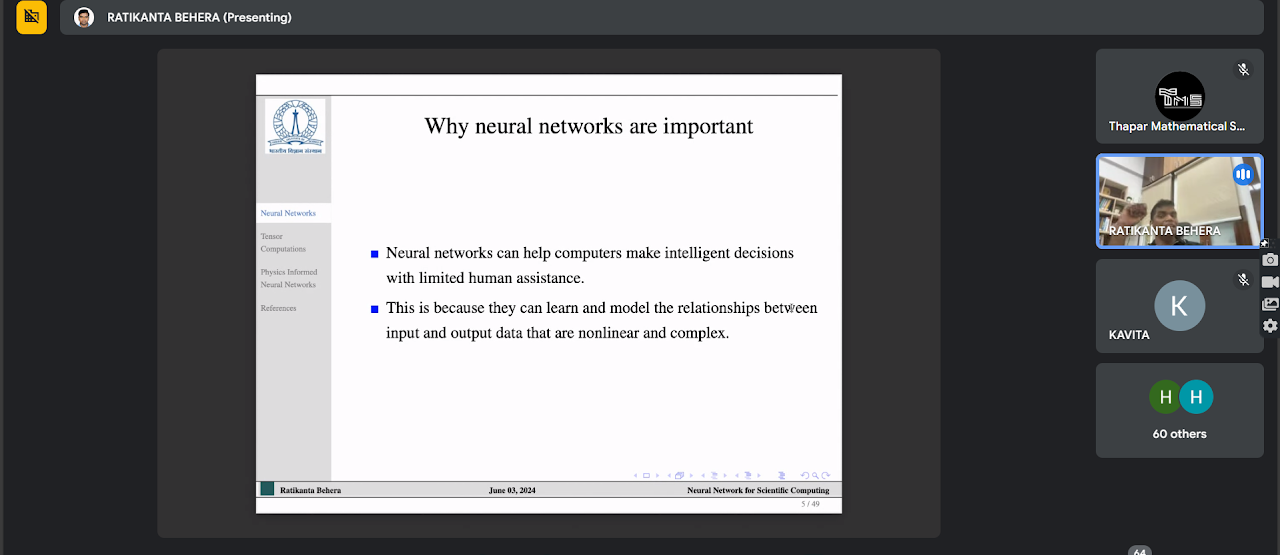 RATIKANTA BEHERA (Presenting)
Why neural networks are important
भारतीय विज्ञान संस्थान
Neural Networks
Tensor
Computations
Physics Informed
Neural Networks
References
Neural networks can help computers make intelligent decisions
with limited human assistance.
This is because they can learn and model the relationships between
input and output data that are nonlinear and complex.
Ratikanta Behera
June 03, 2024
Neural Network for Scientific Computing
5 / 49
TMS
Thapar Mathematical S...
RATIKANTA BEHERA
K
KAVITA
H H
60 others
64